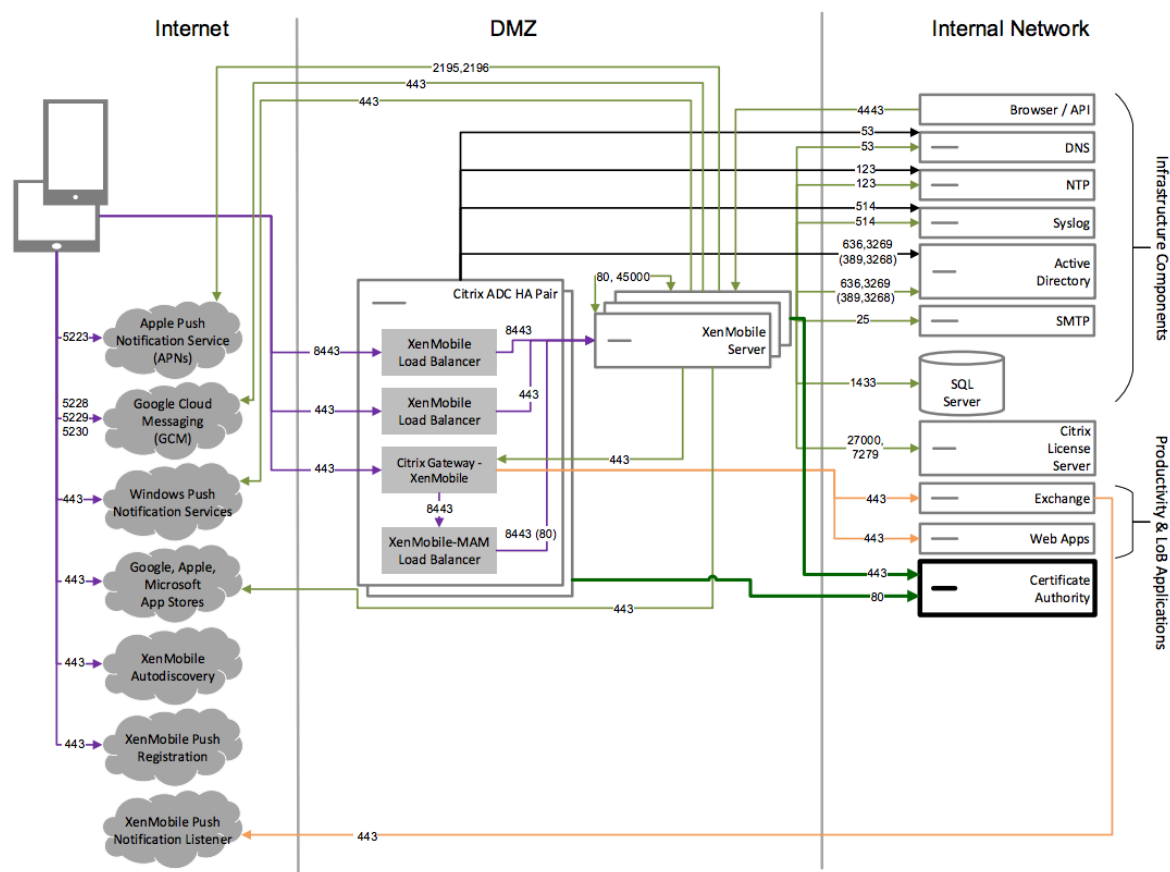 Internet
DMZ
Internal Network
2195,2196
443
443
4443
Browser / API
53
53
DNS
123
123
NTP
514
514
Syslog
636,3269
(389,3268)
636,3269
(389,3268)
Active
Directory
25
SMTP
1433
SQL
Server
27000,
7279
Citrix
License
Server
443
Exchange
443
Web Apps
443
80
Certificate
Authority
Infrastructure Components
Productivity & LoB Applications
80, 45000
Citrix ADC HA Pair
XenMobile
Server
8443
XenMobile
Load Balancer
8443
443
XenMobile
Load Balancer
443
443
Citrix Gateway -
XenMobile
443
8443
XenMobile-MAM
Load Balancer
8443 (80)
443
5223
Apple Push
Notification Service
(APNs)
5228
5229
5230
Google Cloud
Messaging
(GCM)
443
Windows Push
Notification Services
443
Google, Apple,
Microsoft
App Stores
443
XenMobile
Autodiscovery
443
XenMobile Push
Registration
XenMobile Push
Notification Listener
443